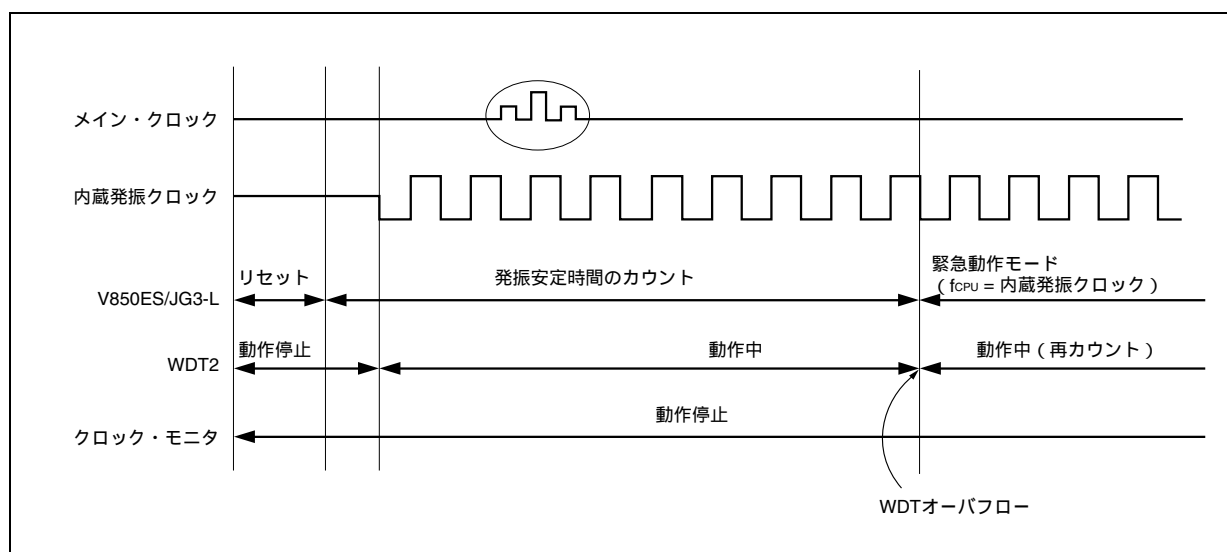 メイン・クロック
内蔵発振クロック
V850ES/JG3-L
リセット
発振安定時間のカウント
緊急動作モード
（fCPU = 内蔵発振クロック）
WDT2
動作停止
動作中
動作中（再カウント）
クロック・モニタ
動作停止
WDTオーバフロー